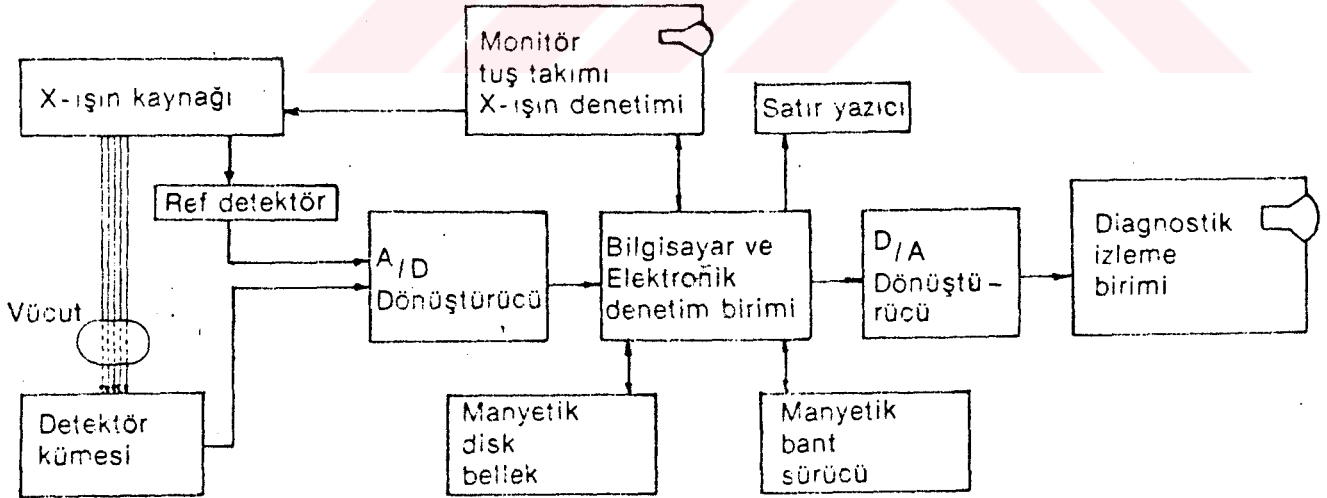 Monitör
tuş takımı
X-ışın denetimi
X-ışın kaynağı
Satır yazıcı
Ref detektör
A/D
Dönüştürücü
Bilgisayar ve
Elektronik
denetim birimi
D/A
Dönüştü-
rücü
Diagnostik
izleme
birimi
Vücut
Detektör
kümesi
Manyetik
disk
bellek
Manyetik
bant
sürücü